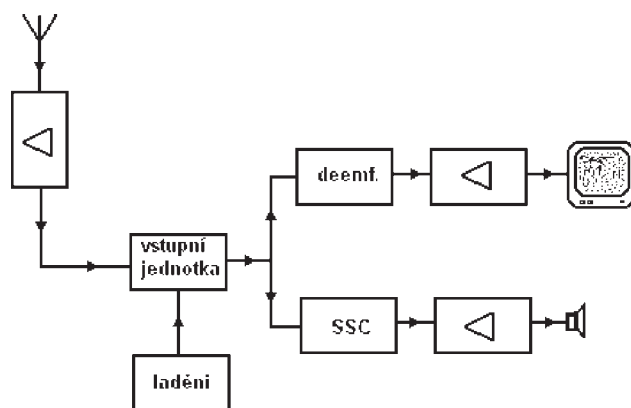 deemf.
vstupní
jednotka
SSC
ladění